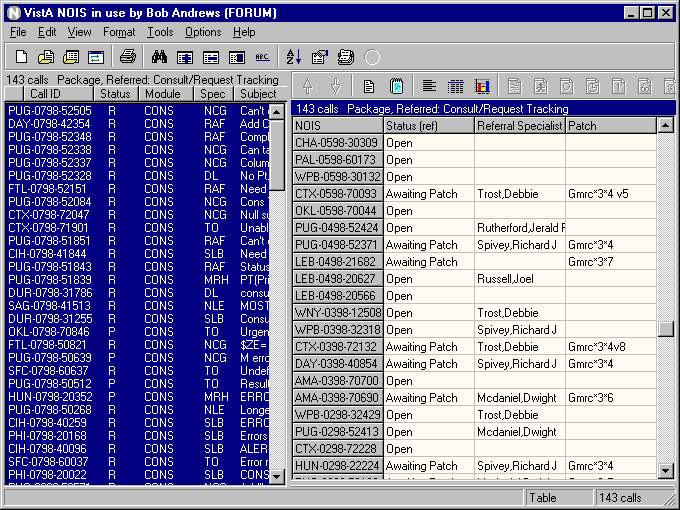 VistA NOIS in use by Bob Andrews (FORUM)
File Edit View Format Tools Options Help
143 calls Package, Referred: Consult/Request Tracking
Call ID Status Module Spec Subject
PUG-0798-52505 R CONS NCG Can't
DAY-0798-42354 R CONS RAF Add C
PUG-0798-52349 R CONS RAF Compl
PUG-0798-52338 R CONS NCG Can ta
PUG-0798-52337 R CONS NCG Colum
PUG-0798-52328 R CONS DL No Pt.
FTL-0798-52151 R CONS RAF Need
PUG-0798-52084 R CONS NCG Cons
CTX-0798-72047 R CONS NCG Null su
CTX-0798-71901 R CONS TO Unabl
PUG-0798-51851 R CONS RAF Can't
CIH-0798-41844 R CONS SLB Need
PUG-0798-51843 R CONS RAF Status
PUG-0798-51839 R CONS MRH PT(Pri
DUR-0798-31786 R CONS DL consu
SAG-0798-41513 R CONS NLE MOST
DUR-0798-31255 R CONS SLB Consu
OKL-0798-70846 P CONS TO Urgen
FTL-0798-50821 R CONS NCG $ZE=
PUG-0798-50639 P CONS NCG M erro
SFC-0798-60637 R CONS TO Undef
PUG-0798-50512 P CONS TO Result
HUN-0798-20352 P CONS MRH ERRO
PUG-0798-50268 R CONS NLE Longe
CIH-0798-40259 R CONS SLB ERRO
PHI-0798-20168 R CONS SLB Errors
CIH-0798-40096 R CONS SLB ALER
SFC-0798-60037 R CONS TO Error r
PHI-0798-20022 R CONS SLB CONS
143 calls Package, Referred: Consult/Request Tracking
NOIS Status (ref) Referral Specialist Patch
CHA-0598-30309 Open
PAL-0598-60173 Open
WPB-0598-30132 Open
CTX-0598-70093 Awaiting Patch Trost,Debbie Gmrc*3*4 v5
OKL-0598-70044 Open
PUG-0498-52424 Open Rutherford,Jerald F
PUG-0498-52371 Awaiting Patch Spivey,Richard J Gmrc*3*4
LEB-0498-21682 Awaiting Patch Gmrc*3*7
LEB-0498-20627 Open Russell,Joel
LEB-0498-20566 Open
WNY-0398-12508 Open Trost,Debbie
WPB-0398-32318 Open Spivey,Richard J
CTX-0398-72132 Awaiting Patch Trost,Debbie Gmrc*3*4v8
DAY-0398-40854 Awaiting Patch Spivey,Richard J Gmrc*3*4
AMA-0398-70700 Open
AMA-0398-70690 Awaiting Patch Mcdaniel,Dwight Gmrc*3*6
WPB-0298-32429 Open Trost,Debbie
PUG-0298-52413 Open Mcdaniel,Dwight
CTX-0298-72228 Open
HUN-0298-22224 Awaiting Patch Spivey,Richard J Gmrc*3*4
Table 143 calls